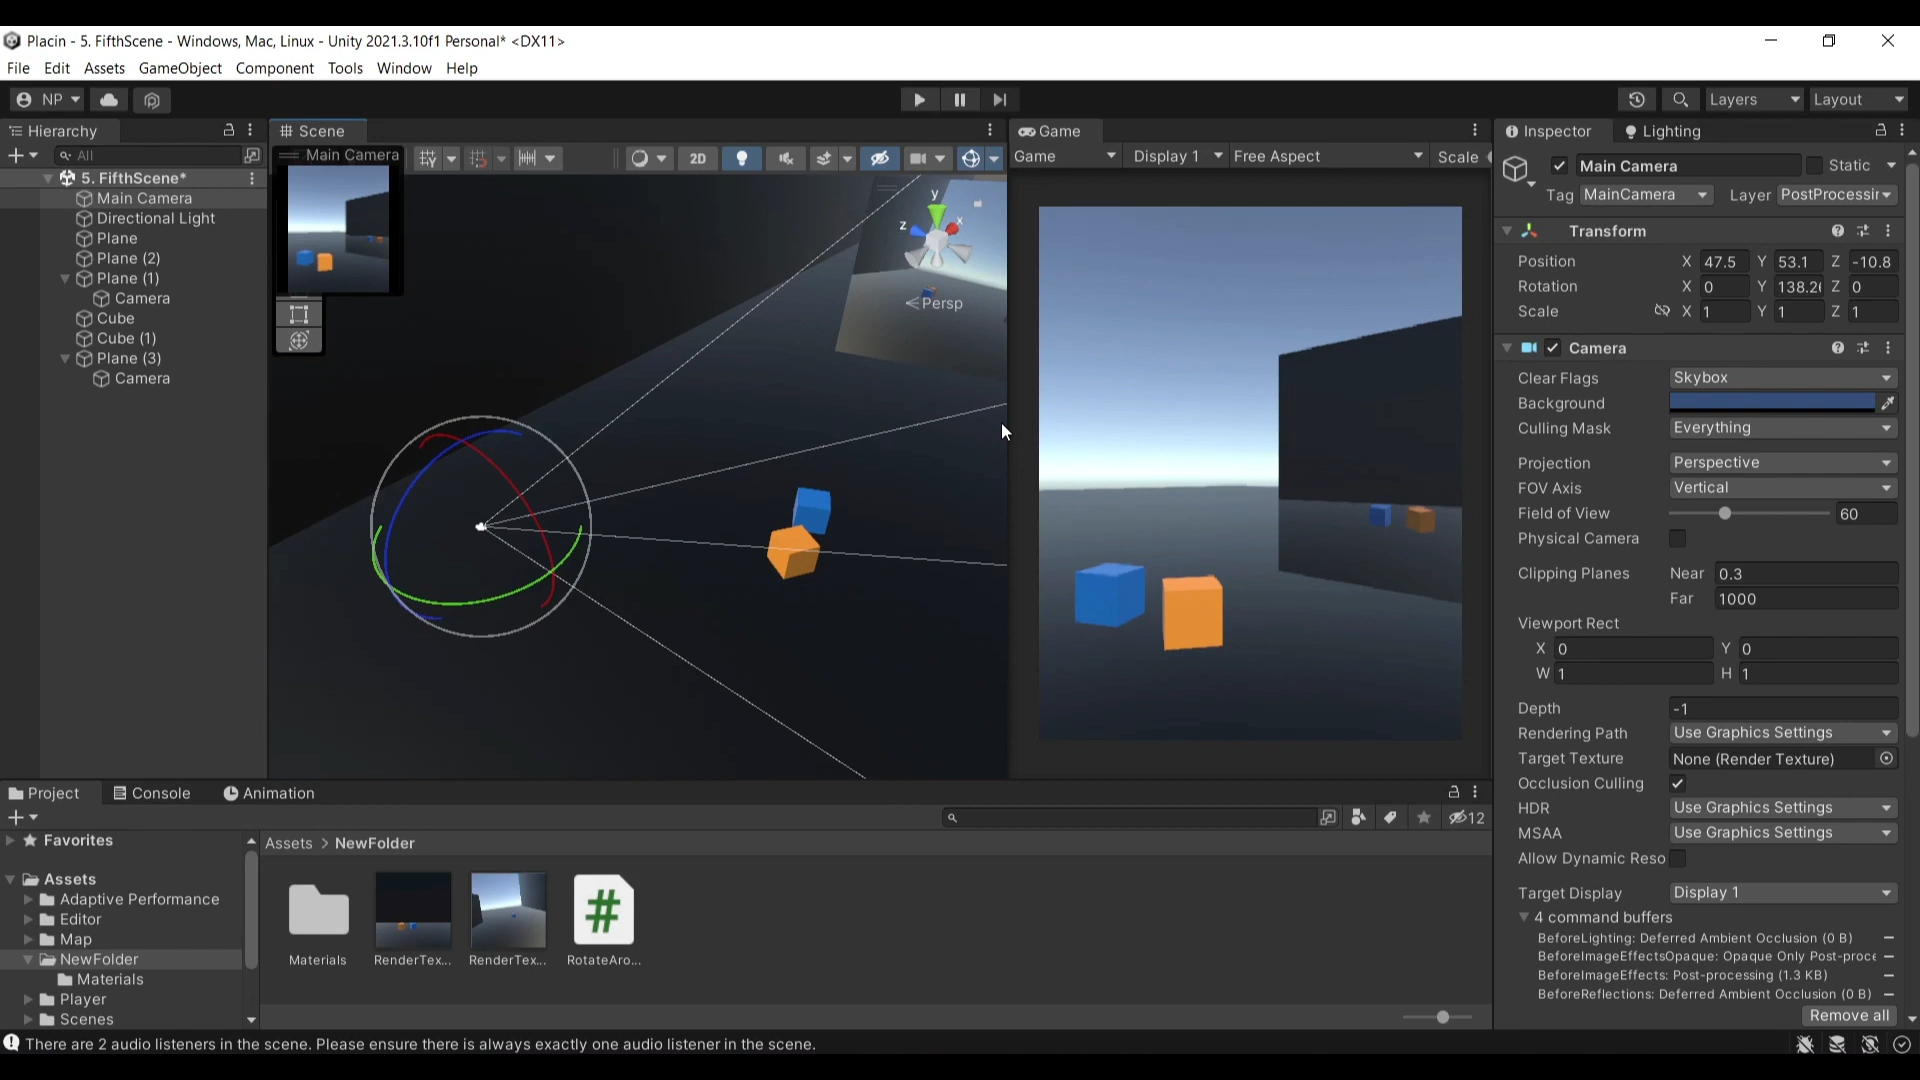 Placin - 5. FifthScene - Windows, Mac, Linux - Unity 2021.3.10f1 Personal* <DX11>
File Edit Assets GameObject Component Tools Window Help
NP Layers Layout
Hierarchy
All
5. FifthScene*
Main Camera
Directional Light
Plane
Plane (2)
Plane (1)
Camera
Cube
Cube (1)
Plane (3)
Camera
Scene
Main Camera
2D
y
z
x
Persp
Game
Game Display 1 Free Aspect Scale
Inspector Lighting
Main Camera Static
Tag MainCamera Layer PostProcessir
Transform
Position X 47.5 Y 53.1 Z -10.8
Rotation X 0 Y 138.2 Z 0
Scale X 1 Y 1 Z 1
Camera
Clear Flags Skybox
Background
Culling Mask Everything
Projection Perspective
FOV Axis Vertical
Field of View 60
Physical Camera
Clipping Planes Near 0.3
Far 1000
Viewport Rect
X 0 Y 0
W 1 H 1
Depth -1
Rendering Path Use Graphics Settings
Target Texture None (Render Texture)
Occlusion Culling
HDR Use Graphics Settings
MSAA Use Graphics Settings
Allow Dynamic Reso
Target Display Display 1
4 command buffers
BeforeLighting: Deferred Ambient Occlusion (0 B)
BeforeImageEffectsOpaque: Opaque Only Post-proce
BeforeImageEffects: Post-processing (1.3 KB)
BeforeReflections: Deferred Ambient Occlusion (0 B)
Remove all
Project Console Animation
12
Favorites
Assets
Adaptive Performance
Editor
Map
NewFolder
Materials
Player
Scenes
Assets > NewFolder
Materials RenderTex... RenderTex... RotateAro...
There are 2 audio listeners in the scene. Please ensure there is always exactly one audio listener in the scene.